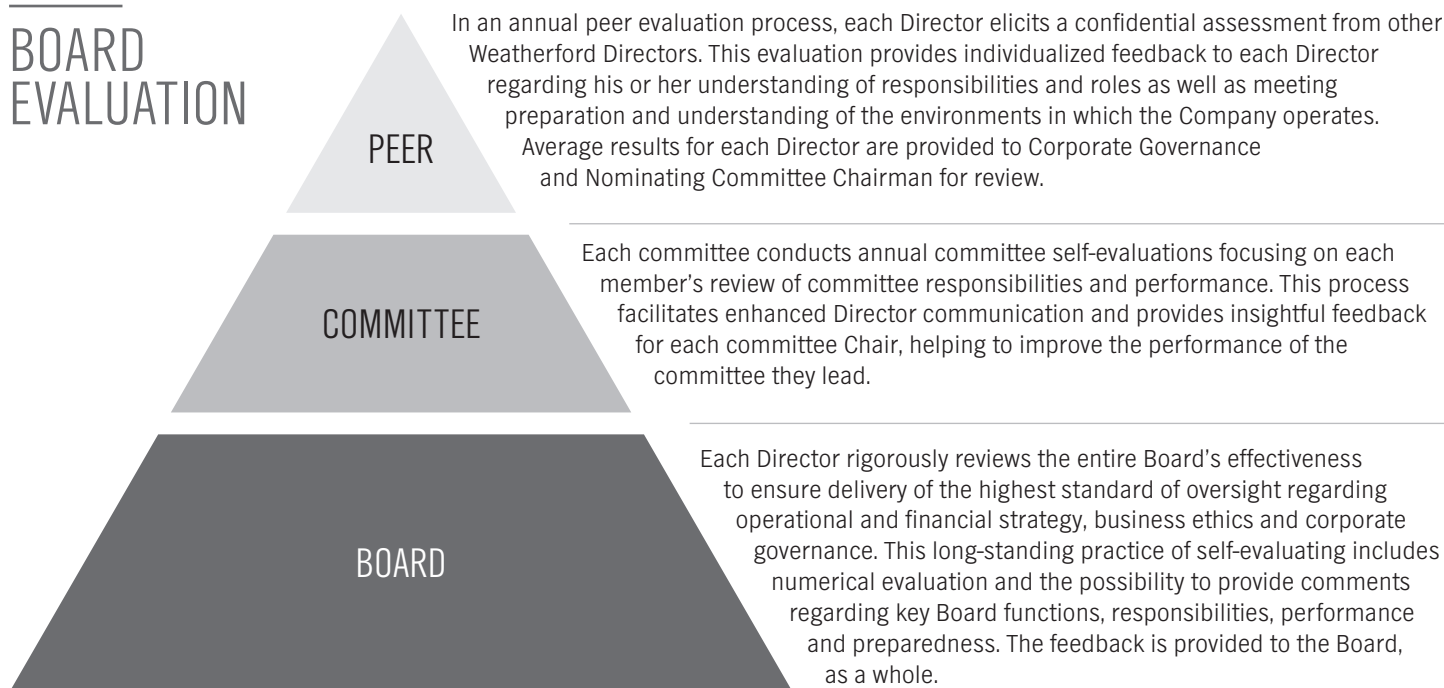 BOARD
EVALUATION
In an annual peer evaluation process, each Director elicits a confidential assessment from other
Weatherford Directors. This evaluation provides individualized feedback to each Director
regarding his or her understanding of responsibilities and roles as well as meeting
preparation and understanding of the environments in which the Company operates.
Average results for each Director are provided to Corporate Governance
and Nominating Committee Chairman for review.
PEER
Each committee conducts annual committee self-evaluations focusing on each
member’s review of committee responsibilities and performance. This process
facilitates enhanced Director communication and provides insightful feedback
for each committee Chair, helping to improve the performance of the
committee they lead.
COMMITTEE
Each Director rigorously reviews the entire Board’s effectiveness
to ensure delivery of the highest standard of oversight regarding
operational and financial strategy, business ethics and corporate
governance. This long-standing practice of self-evaluating includes
numerical evaluation and the possibility to provide comments
regarding key Board functions, responsibilities, performance
and preparedness. The feedback is provided to the Board,
as a whole.
BOARD